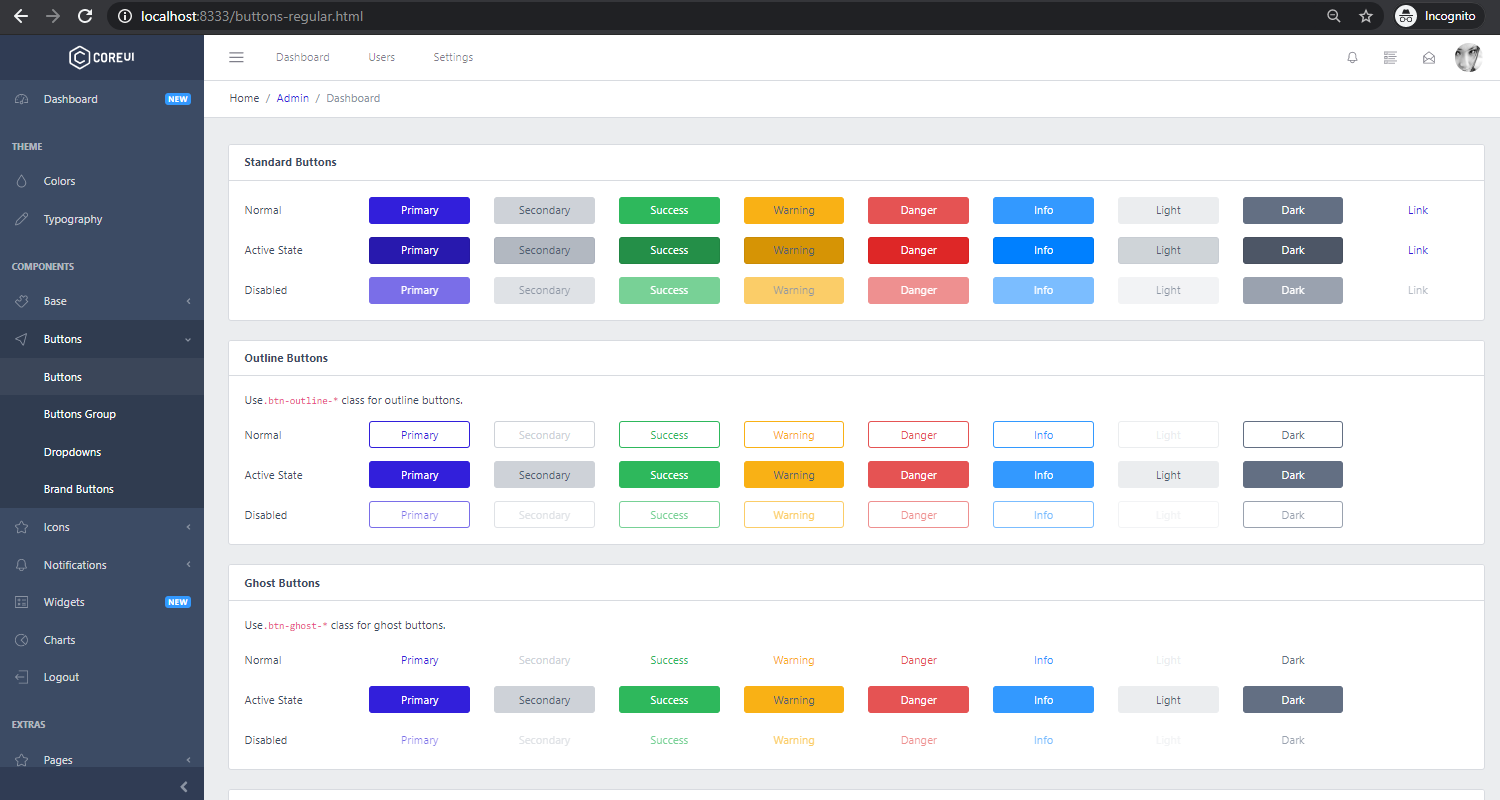 localhost:8333/buttons-regular.html
Incognito
COREUI
Dashboard Users Settings
Dashboard NEW
Home / Admin / Dashboard
THEME
Colors
Typography
COMPONENTS
Base
Buttons
Buttons
Buttons Group
Dropdowns
Brand Buttons
Icons
Notifications
Widgets NEW
Charts
Logout
EXTRAS
Pages
Standard Buttons
Normal Primary Secondary Success Warning Danger Info Light Dark Link
Active State Primary Secondary Success Warning Danger Info Light Dark Link
Disabled Primary Secondary Success Warning Danger Info Light Dark Link
Outline Buttons
Use .btn-outline-* class for outline buttons.
Normal Primary Secondary Success Warning Danger Info Light Dark
Active State Primary Secondary Success Warning Danger Info Light Dark
Disabled Primary Secondary Success Warning Danger Info Light Dark
Ghost Buttons
Use .btn-ghost-* class for ghost buttons.
Normal Primary Secondary Success Warning Danger Info Light Dark
Active State Primary Secondary Success Warning Danger Info Light Dark
Disabled Primary Secondary Success Warning Danger Info Light Dark